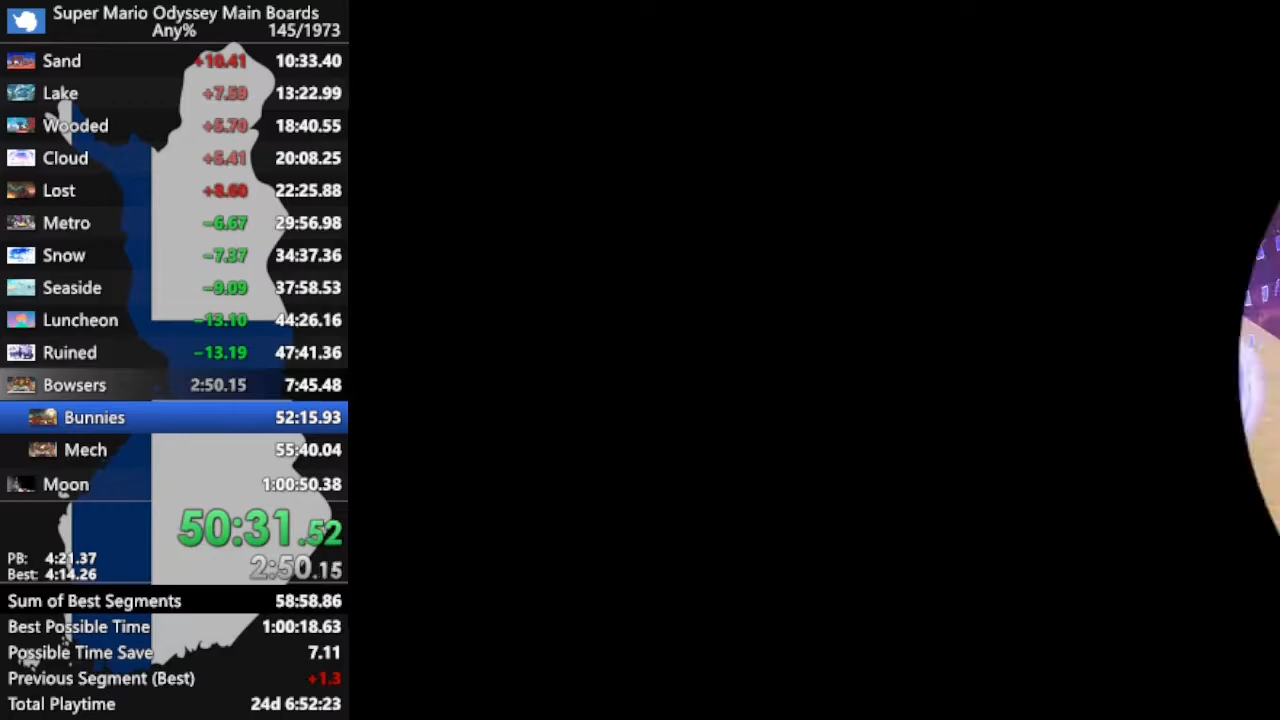 Super Mario Odyssey Main Boards
Any% 145/1973
Sand +10.41 10:33.40
Lake +7.59 13:22.99
Wooded +5.70 18:40.55
Cloud +5.41 20:08.25
Lost +8.60 22:25.88
Metro −6.67 29:56.98
Snow −7.37 34:37.36
Seaside −9.09 37:58.53
Luncheon −13.10 44:26.16
Ruined −13.19 47:41.36
Bowsers 2:50.15 7:45.48
Bunnies 52:15.93
Mech 55:40.04
Moon 1:00:50.38
50:31.52
PB: 4:21.37
Best: 4:14.26
2:50.15
Sum of Best Segments 58:58.86
Best Possible Time 1:00:18.63
Possible Time Save 7.11
Previous Segment (Best) +1.3
Total Playtime 24d 6:52:23